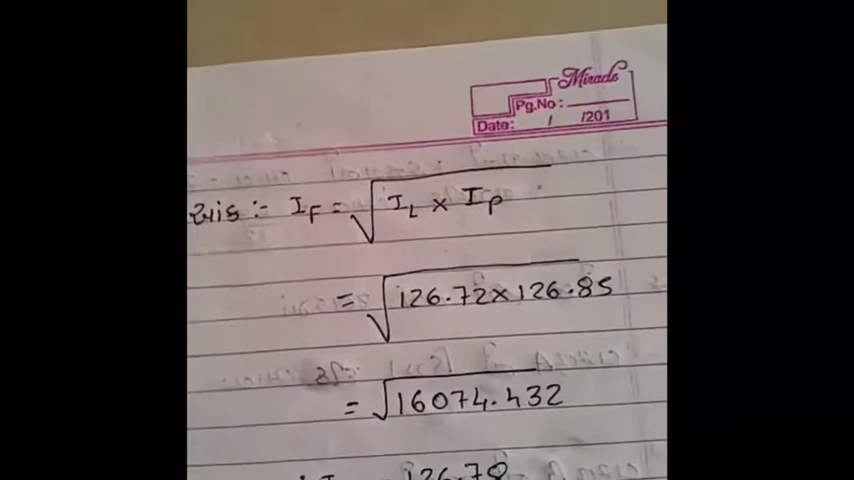 Miracle
Pg.No :
Date: / /201
I_F = √I_L × I_P
= √126.72×126.85
= √16074.432
126.78